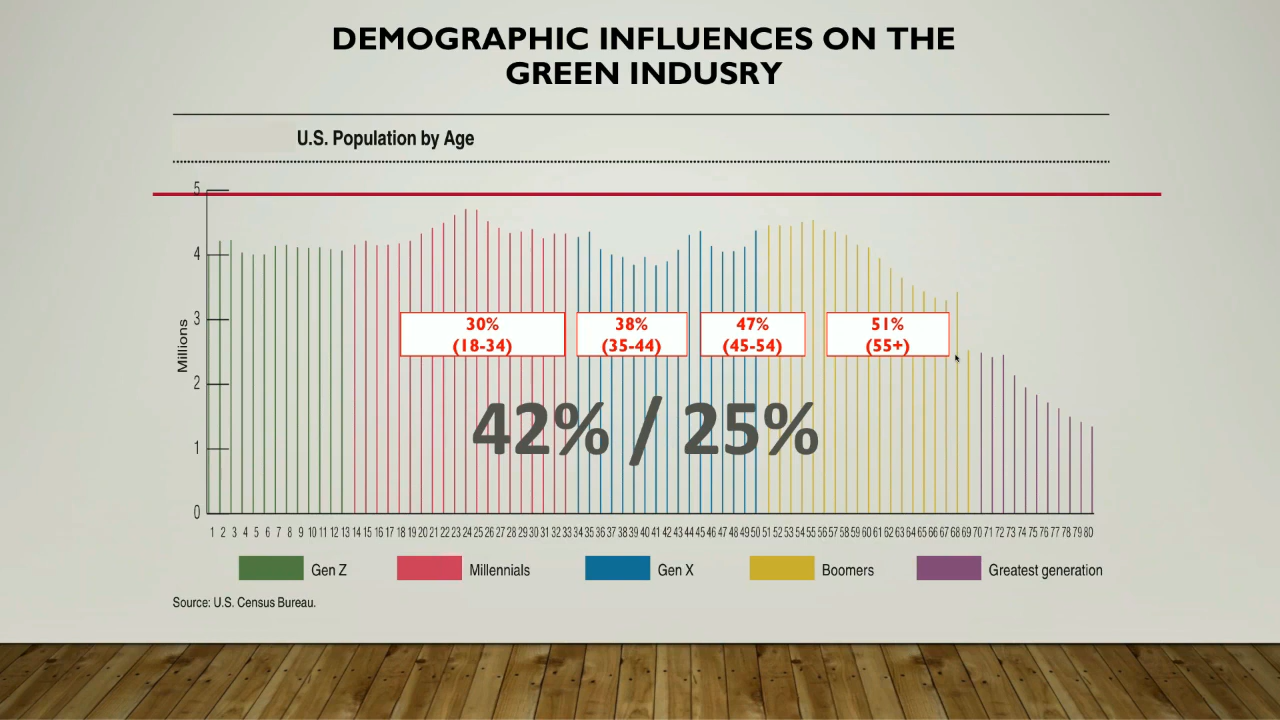 DEMOGRAPHIC INFLUENCES ON THE
GREEN INDUSRY
U.S. Population by Age
5
4
3
2
1
0
Millions
30%
(18-34)
38%
(35-44)
47%
(45-54)
51%
(55+)
42% / 25%
1 2 3 4 5 6 7 8 9 10 11 12 13 14 15 16 17 18 19 20 21 22 23 24 25 26 27 28 29 30 31 32 33 34 35 36 37 38 39 40 41 42 43 44 45 46 47 48 49 50 51 52 53 54 55 56 57 58 59 60 61 62 63 64 65 66 67 68 69 70 71 72 73 74 75 76 77 78 79 80
Gen Z Millennials Gen X Boomers Greatest generation
Source: U.S. Census Bureau.